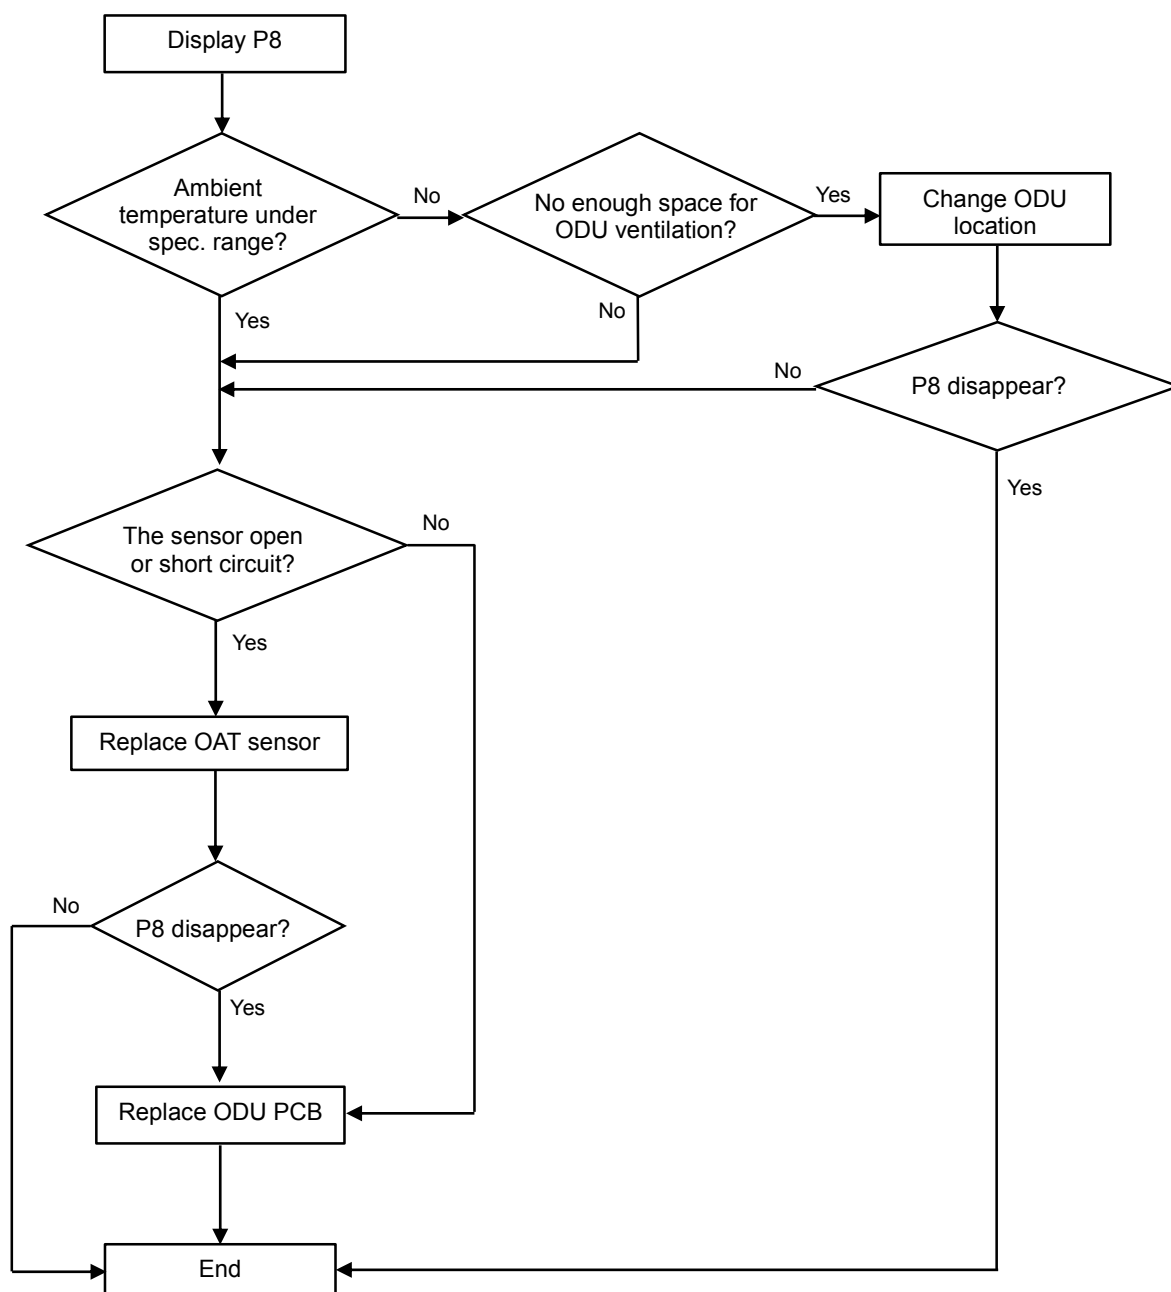 Display P8
Ambient
temperature under
spec. range?
No
No enough space for
ODU ventilation?
Yes
Change ODU
location
Yes
No
No
P8 disappear?
Yes
The sensor open
or short circuit?
No
Yes
Replace OAT sensor
No
P8 disappear?
Yes
Replace ODU PCB
End